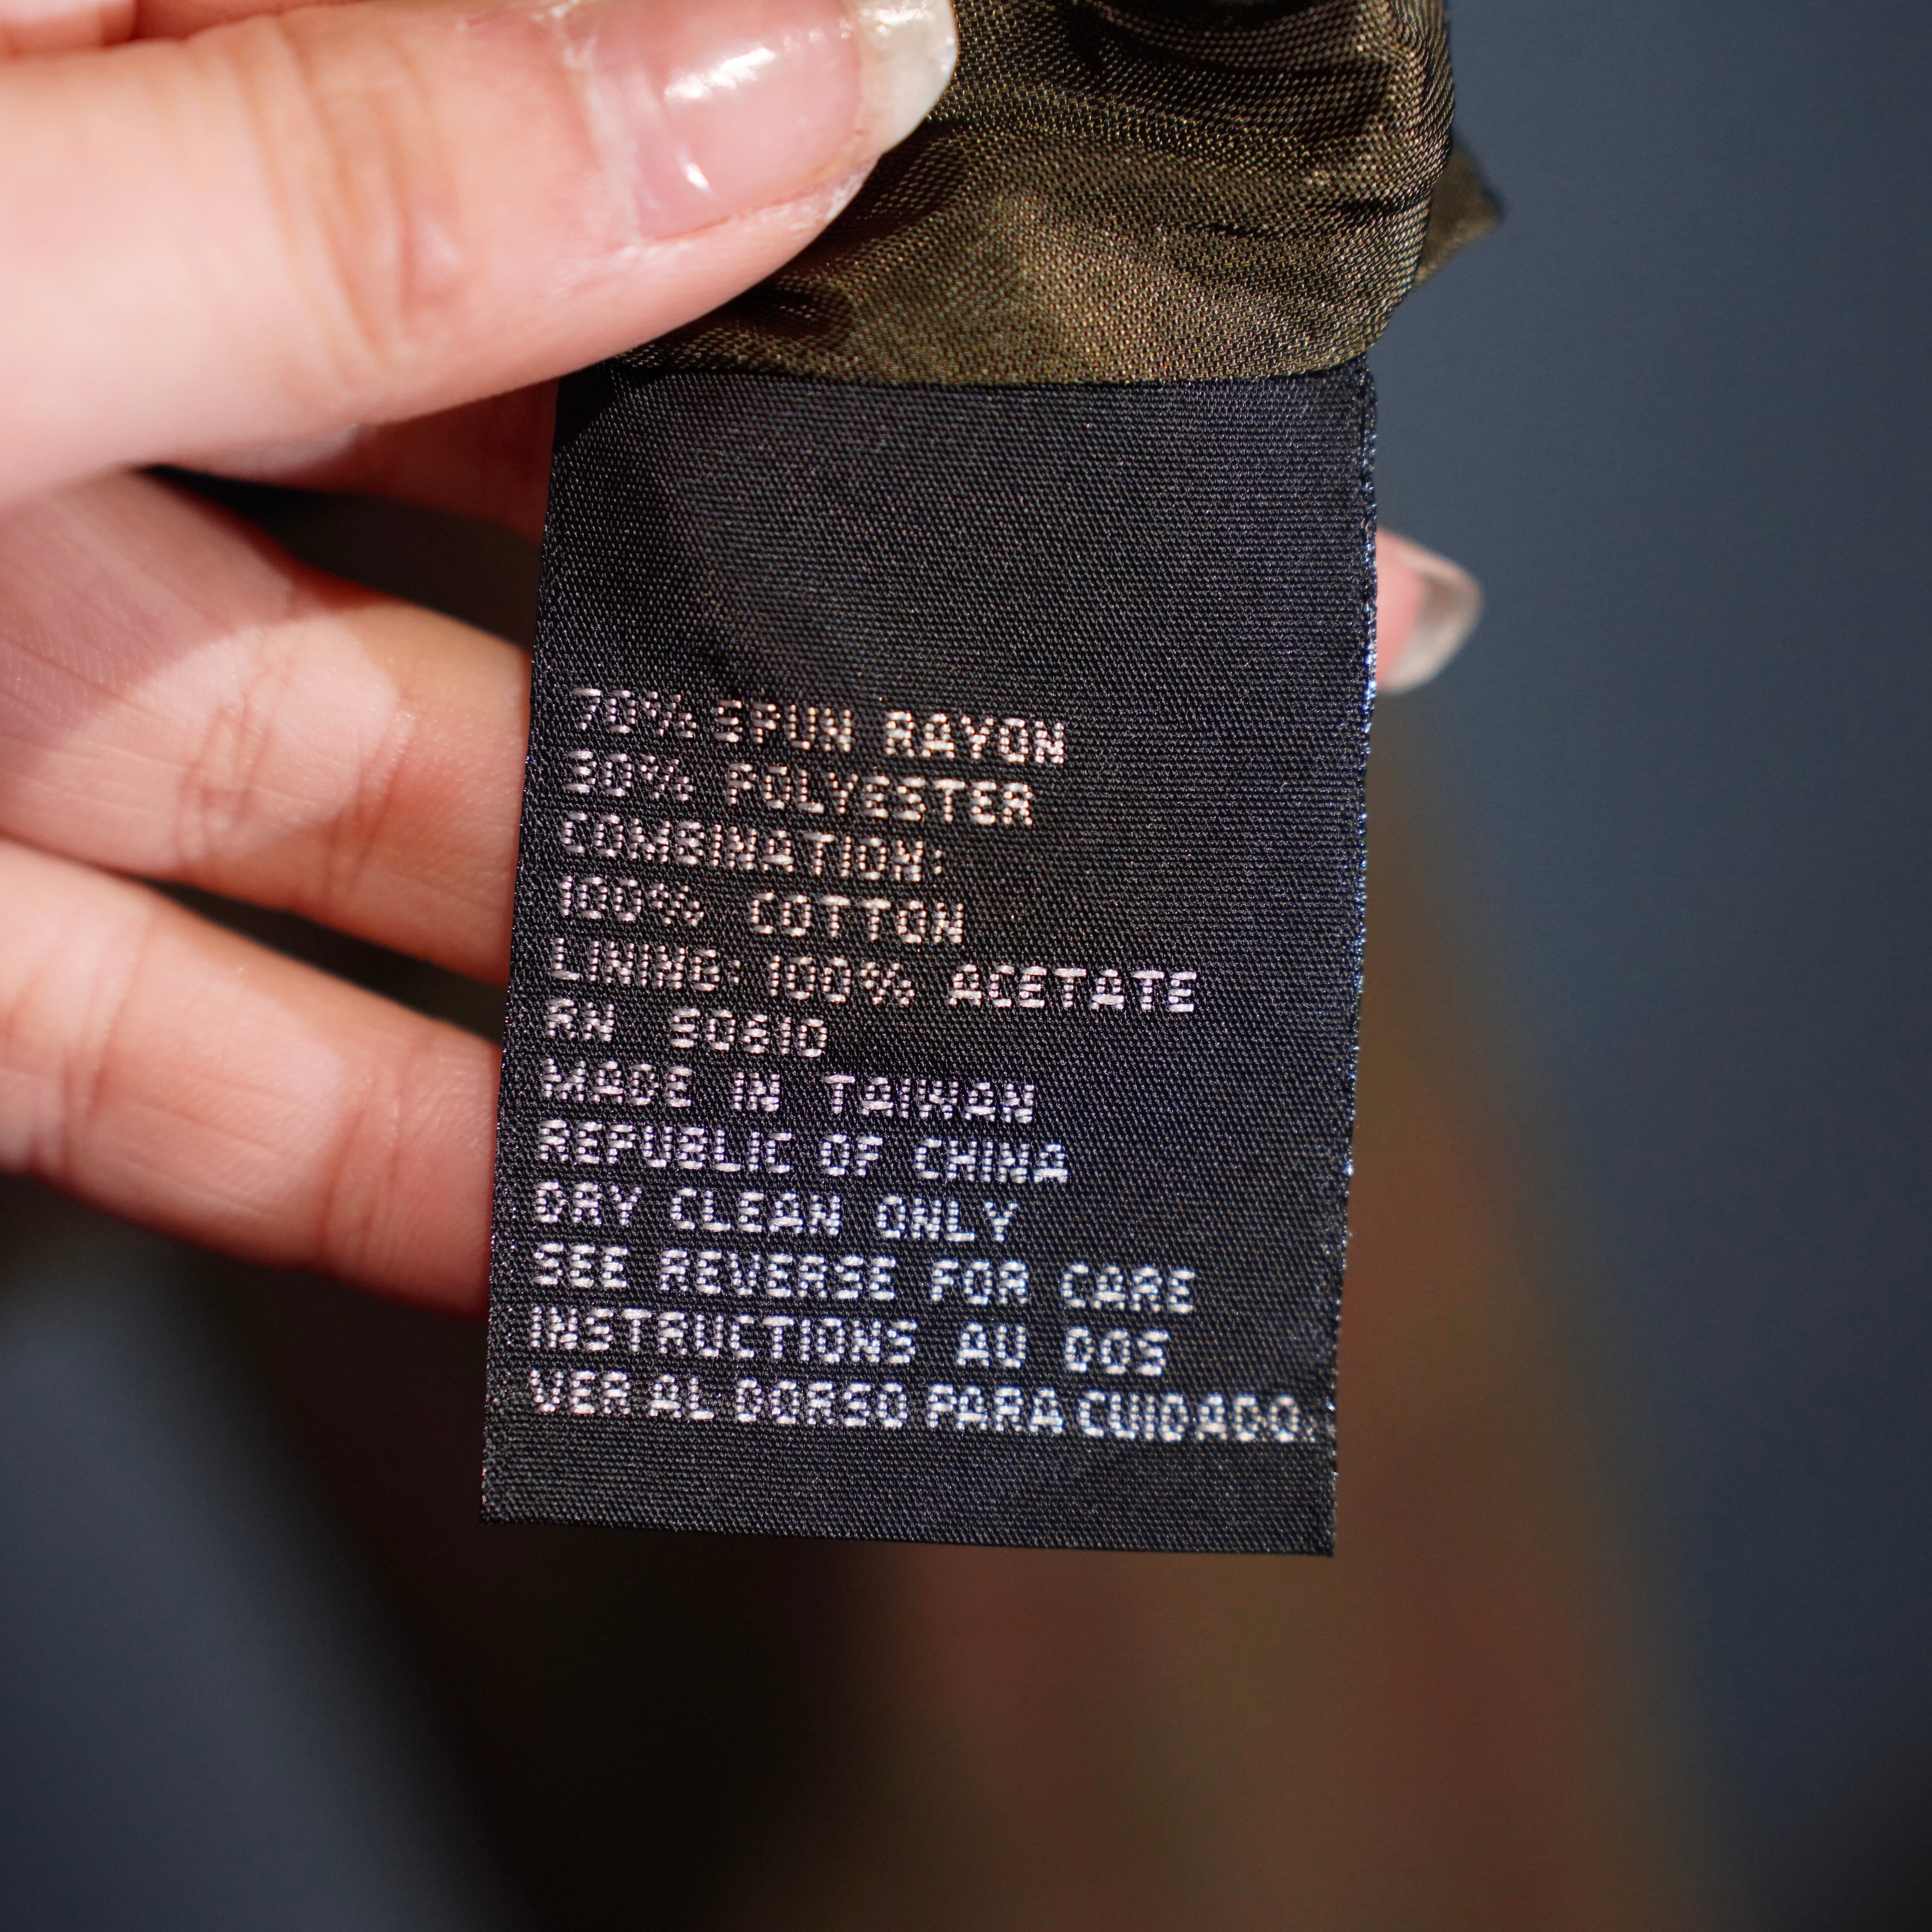 70% SPUN RAYON
30% POLYESTER
COMBINATION:
100% COTTON
LINING: 100% ACETATE
RN
MADE IN TAIWAN
REPUBLIC OF CHINA
DRY CLEAN ONLY
SEE REVERSE FOR CARE
INSTRUCTIONS AU DOS
VER AL DORSO PARA CUIDADO.